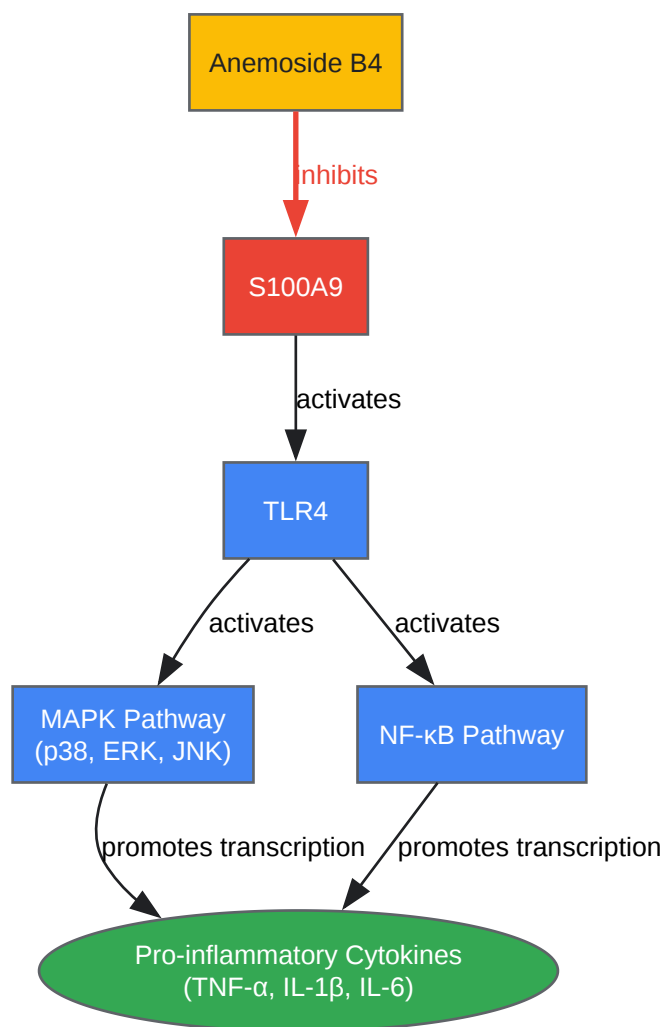 Anemoside B4
inhibits
S100A9
activates
TLR4
activates
activates
MAPK Pathway
(p38, ERK, JNK)
NF-κB Pathway
promotes transcription
promotes transcription
Pro-inflammatory Cytokines
(TNF-α, IL-1β, IL-6)